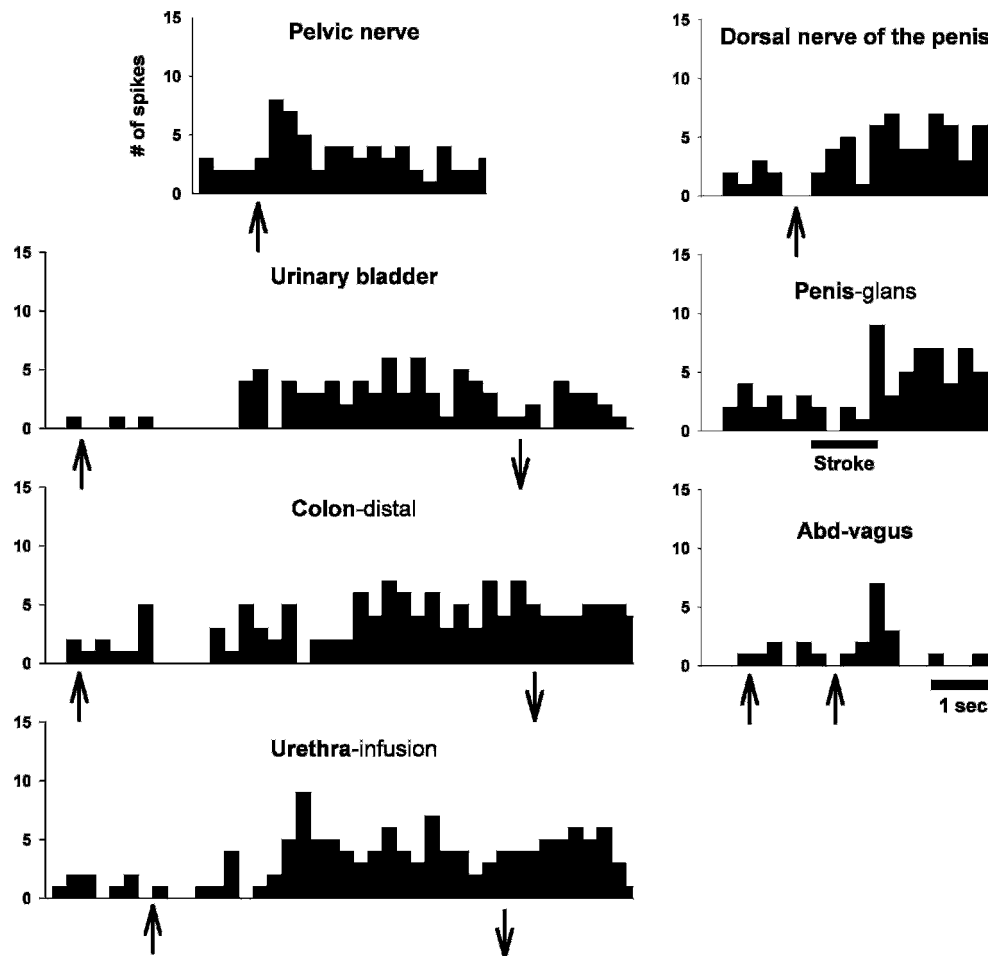 Pelvic nerve
# of spikes
15
10
5
0
Dorsal nerve of the penis
15
10
5
0
Urinary bladder
15
10
5
0
Penis-glans
15
10
5
0
Stroke
Colon-distal
15
10
5
0
Abd-vagus
15
10
5
0
1 sec
Urethra-infusion
15
10
5
0